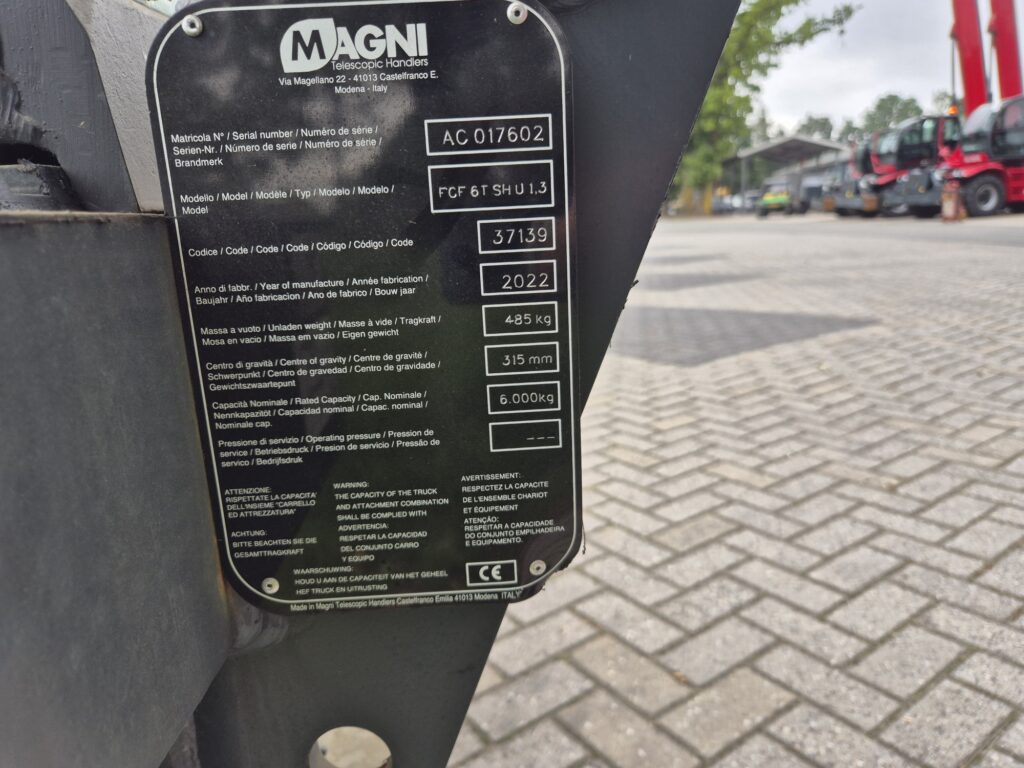 MAGNI
Telescopic Handlers
Via Magellano 22 - 41013 Castelfranco E.
Modena - Italy
Matricola N° / Serial number / Numéro de série /
Serien-Nr. / Número de serie / Numéro de série /
Brandmerk
AC 017602
Modello / Model / Modèle / Typ / Modelo / Modelo /
Model
FCF 6T SH U 1.3
Codice / Code / Code / Code / Código / Código / Code
37139
Anno di fabbr. / Year of manufacture / Année fabrication /
Baujahr / Año fabricacion / Ano de fabrico / Bouw jaar
2022
Massa a vuoto / Unladen weight / Masse à vide / Tragkraft /
Mosa en vacio / Massa em vazio / Eigen gewicht
485 kg
Centro di gravità / Centre of gravity / Centre de gravité /
Schwerpunkt / Centro de gravedad / Centro de gravidade /
Gewichtszwaartepunt
315 mm
Capacità Nominale / Rated Capacity / Cap. Nominale /
Nennkapazitöt / Capacidad nominal / Capac. nominal /
Nominale cap.
6.000kg
Pressione di servizio / Operating pressure / Pression de
service / Betriebsdruck / Presion de servicio / Pressão de
servico / Bedrijfsdruk
---
ATTENZIONE:
RISPETTATE LA CAPACITA'
DELL'INSIEME "CARRELLO
ED ATTREZZATURA"
ACHTUNG:
BITTE BEACHTEN SIE DIE
GESAMTTRAGKRAFT
WARNING:
THE CAPACITY OF THE TRUCK
AND ATTACHMENT COMBINATION
SHALL BE COMPLIED WITH
ADVERTENCIA:
RESPETAR LA CAPACIDAD
DEL CONJUNTO CARRO
Y EQUIPO
AVERTISSEMENT:
RESPECTEZ LA CAPACITE
DE L'ENSEMBLE CHARIOT
ET EQUIPEMENT
ATENÇÃO:
RESPEITAR A CAPACIDADE
DO CONJUNTO EMPILHADEIRA
E EQUIPAMENTO.
WAARSCHUWING:
HOUD U AAN DE CAPACITEIT VAN HET GEHEEL
HEF TRUCK EN UITRUSTING
CE
Made in Magni Telescopic Handlers Castelfranco Emilia 41013 Modena ITALY